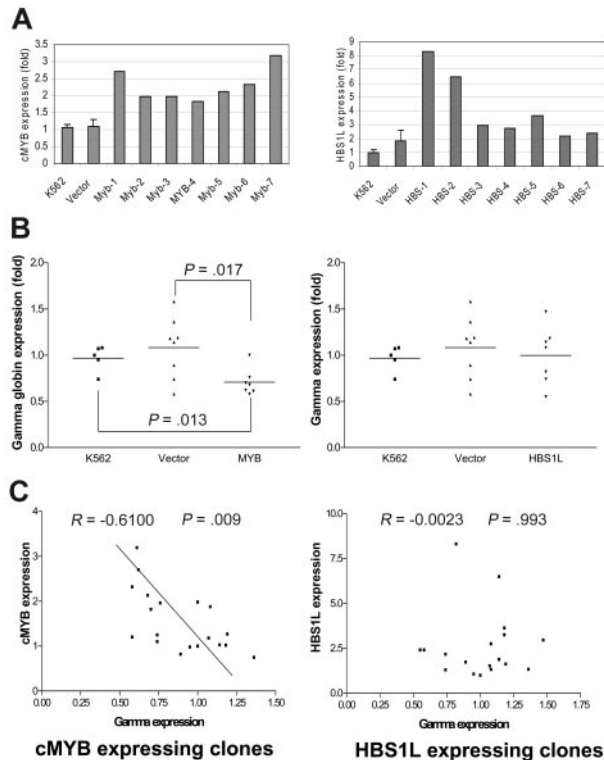 A
cMYB expression (fold)
3.5
3
2.5
2
1.5
1
0.5
0
K562
Vector
Myb-1
Myb-2
Myb-3
MYB-4
Myb-5
Myb-6
Myb-7
HBS1L expression (fold)
9
8
7
6
4
3
2
0
K562
Vector
HBS-1
HBS-2
HBS-3
HBS-4
HBS-5
HBS-6
HBS-7
B
Gamma globin expression (fold)
2.0
1.5
1.0
0.5
0.0
P = .017
P = .013
K562 Vector MYB
Gamma expression (fold)
2.0
1.5
1.0
0.5
0.0
K562 Vector HBS1L
C
R = -0.6100 P = .009
cMYB expression
4
3
2
1
0
0.00 0.25 0.50 0.75 1.00 1.25 1.50
Gamma expression
cMYB expressing clones
R = -0.0023 P = .993
HBS1L expression
10.0
7.5
5.0
2.5
0.0
0.00 0.25 0.50 0.75 1.00 1.25 1.50 1.75
Gamma expression
HBS1L expressing clones